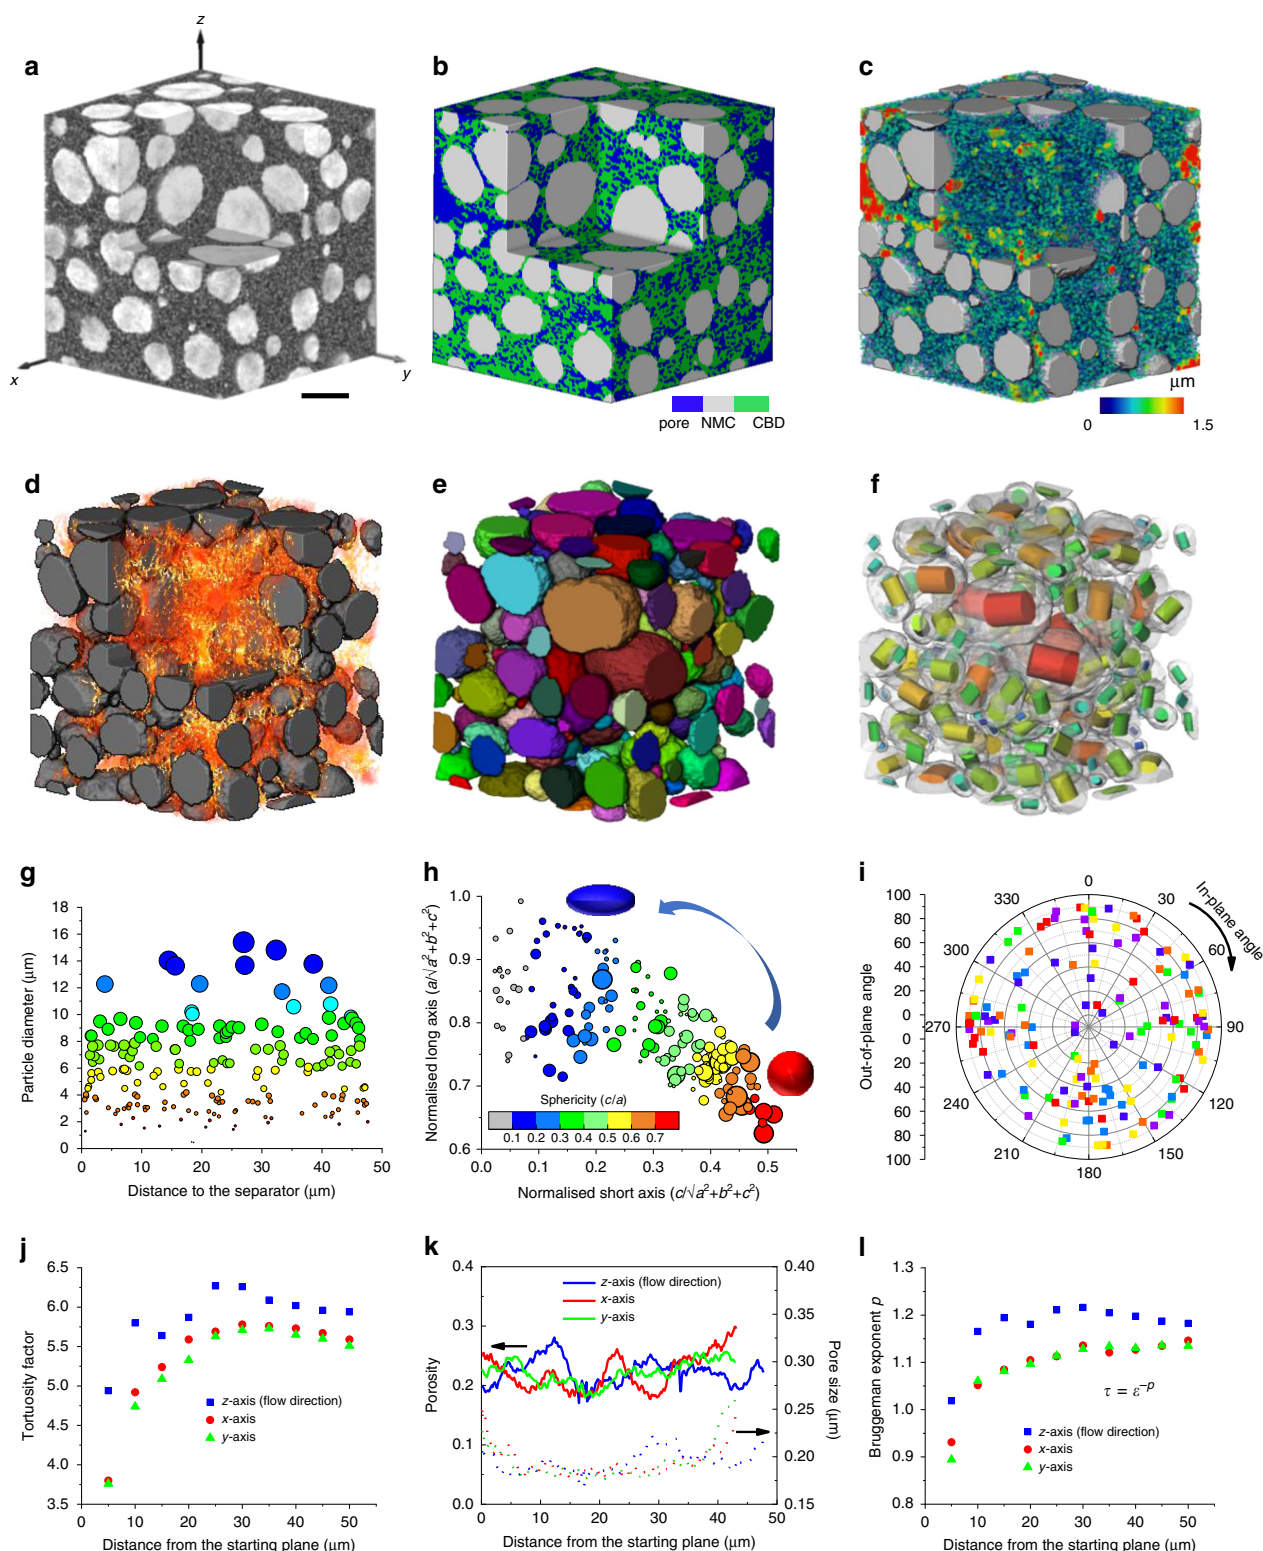 a
z
x
y
b
pore NMC CBD
c
μm
0 1.5
d
e
f
g
Particle diameter (μm)
18
16
14
12
10
8
6
4
2
0
0 10 20 30 40 50
Distance to the separator (μm)
h
Normalised long axis (a/√a²+b²+c²)
1.0
0.9
0.8
0.7
0.6
Sphericity (c/a)
0.1 0.2 0.3 0.4 0.5 0.6 0.7
0.0 0.1 0.2 0.3 0.4 0.5
Normalised short axis (c/√a²+b²+c²)
i
Out-of-plane angle
100
80
60
40
20
0
0
20
40
60
80
100
0
30
60
90
120
150
180
210
240
270
300
330
In-plane angle
j
Tortuosity factor
6.5
6.0
5.5
5.0
4.5
4.0
3.5
z-axis (flow direction)
x-axis
y-axis
0 10 20 30 40 50
Distance from the starting plane (μm)
k
Porosity
0.4
0.3
0.2
0.1
0.0
z-axis (flow direction)
x-axis
y-axis
0.40
0.35
0.30
0.25
0.20
0.15
Pore size (μm)
0 10 20 30 40 50
Distance from the starting plane (μm)
l
Bruggeman exponent p
1.3
1.2
1.1
1.0
0.9
0.8
τ = ε⁻ᵖ
z-axis (flow direction)
x-axis
y-axis
0 10 20 30 40 50
Distance from the starting plane (μm)